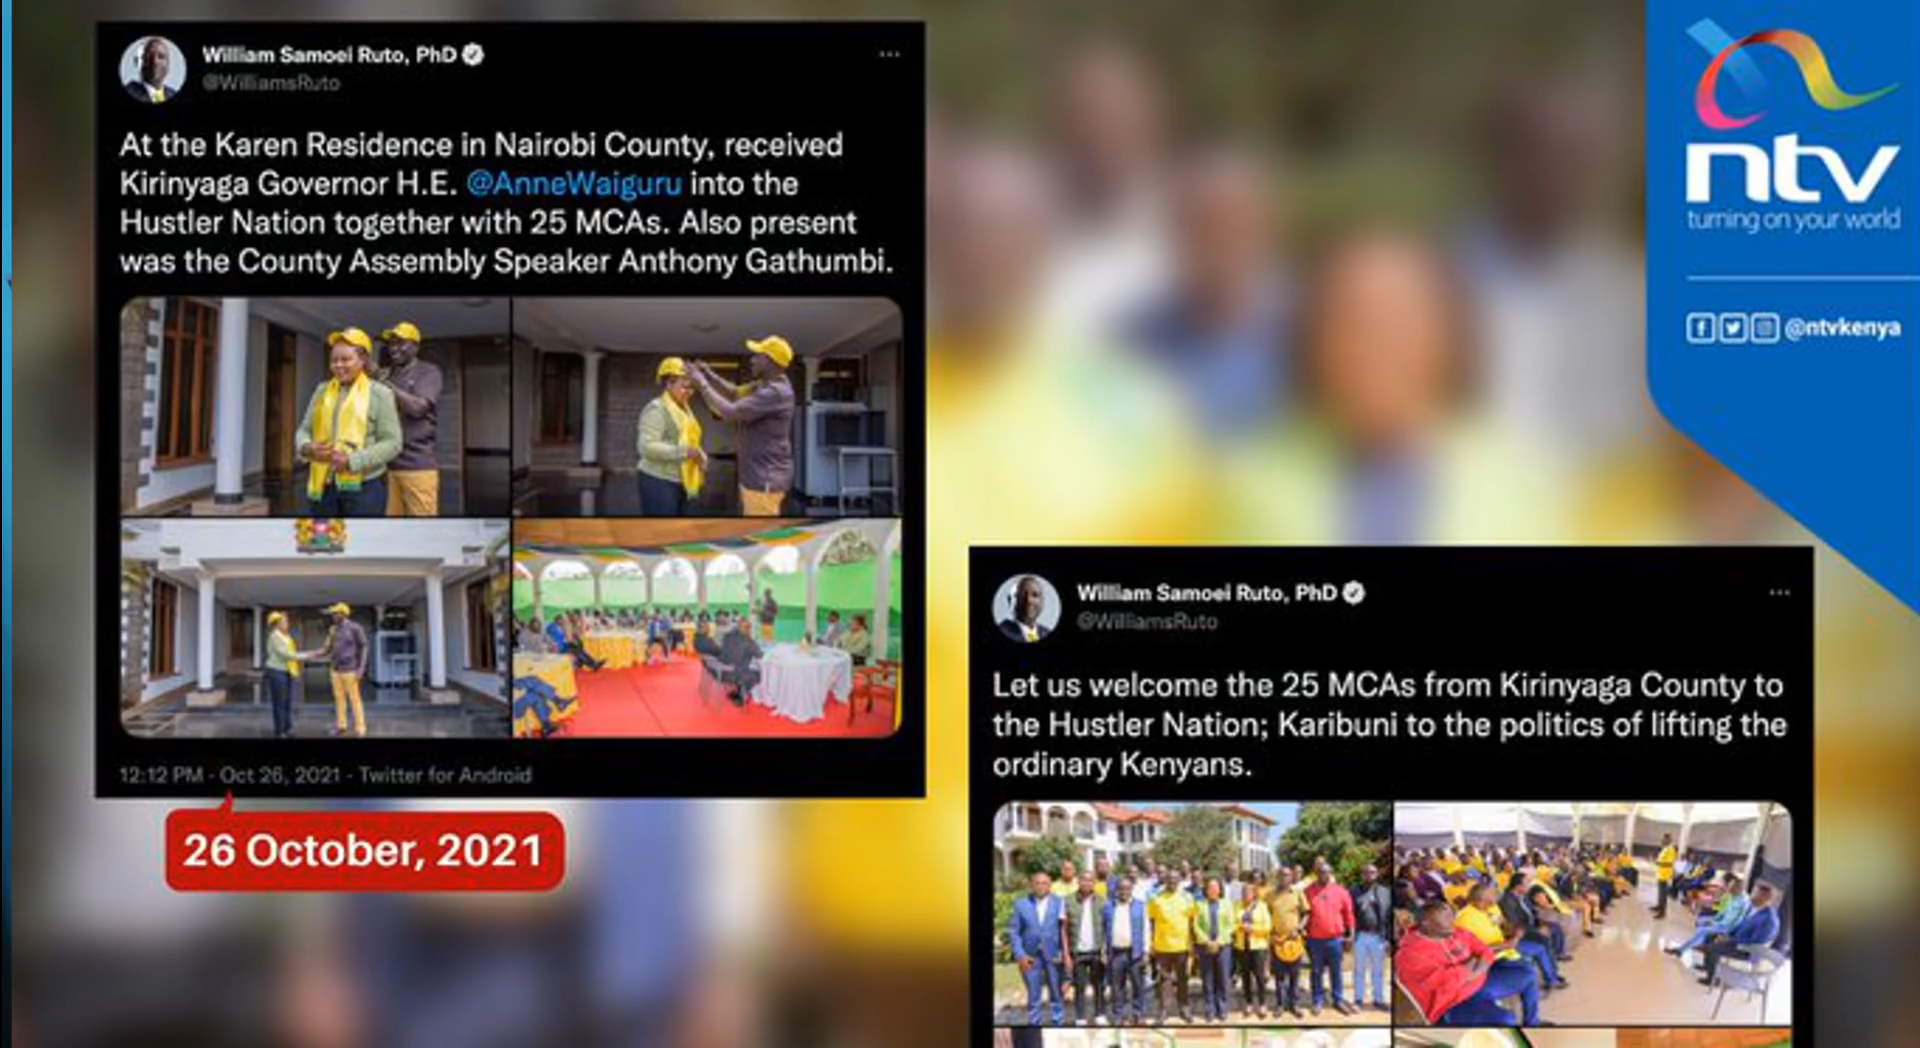 William Samoei Ruto, PhD
@WilliamsRuto
At the Karen Residence in Nairobi County, received
Kirinyaga Governor H.E. @AnneWaiguru into the
Hustler Nation together with 25 MCAs. Also present
was the County Assembly Speaker Anthony Gathumbi.
12:12 PM · Oct 26, 2021 · Twitter for Android
26 October, 2021
ntv
turning on your world
@ntvkenya
William Samoei Ruto, PhD
@WilliamsRuto
Let us welcome the 25 MCAs from Kirinyaga County to
the Hustler Nation; Karibuni to the politics of lifting the
ordinary Kenyans.